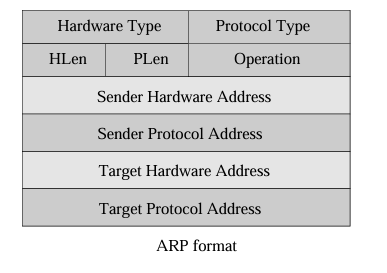 Hardware Type Protocol Type
HLen PLen Operation
Sender Hardware Address
Sender Protocol Address
Target Hardware Address
Target Protocol Address
ARP format